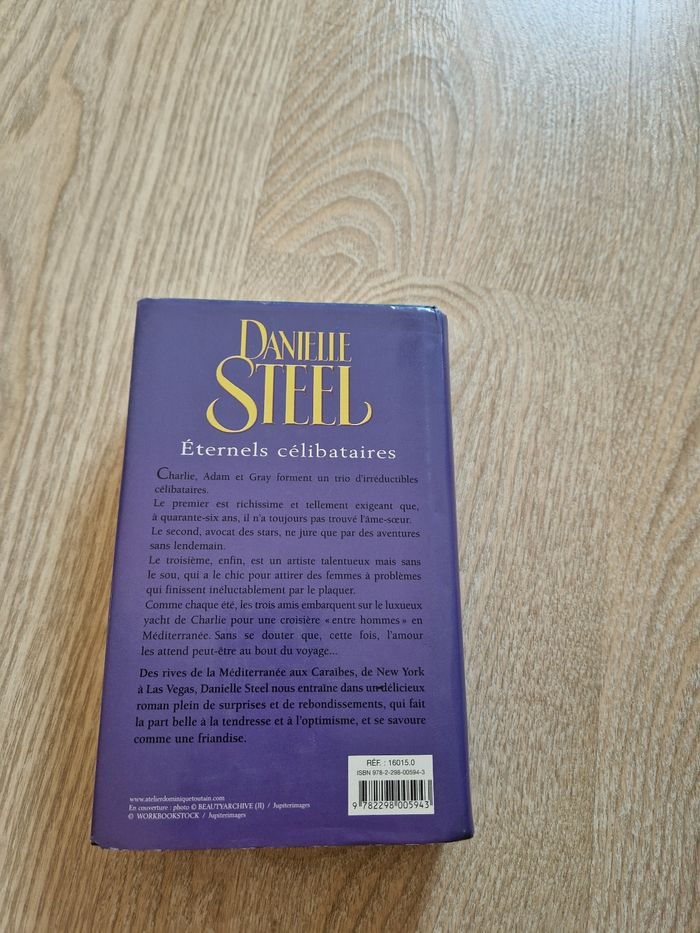 DANIELLE
STEEL
Éternels célibataires
Charlie, Adam et Gray forment un trio d'irréductibles
célibataires.
Le premier est richissime et tellement exigeant que,
à quarante-six ans, il n'a toujours pas trouvé l'âme-sœur.
Le second, avocat des stars, ne jure que par des aventures
sans lendemain.
Le troisième, enfin, est un artiste talentueux mais sans
le sou, qui a le chic pour attirer des femmes à problèmes
qui finissent inéluctablement par le plaquer.
Comme chaque été, les trois amis embarquent sur le luxueux
yacht de Charlie pour une croisière «entre hommes» en
Méditerranée. Sans se douter que, cette fois, l'amour
les attend peut-être au bout du voyage...
Des rives de la Méditerranée aux Caraïbes, de New York
à Las Vegas, Danielle Steel nous entraîne dans un délicieux
roman plein de surprises et de rebondissements, qui fait
la part belle à la tendresse et à l'optimisme, et se savoure
comme une friandise.
RÉF. : 16015.0
ISBN 978-2-298-00594-3
9 782298 005943
www.atelierdominiquetoutain.com
En couverture : photo © BEAUTYARCHIVE (JI) / Jupiterimages
© WORKBOOKSTOCK / Jupiterimages